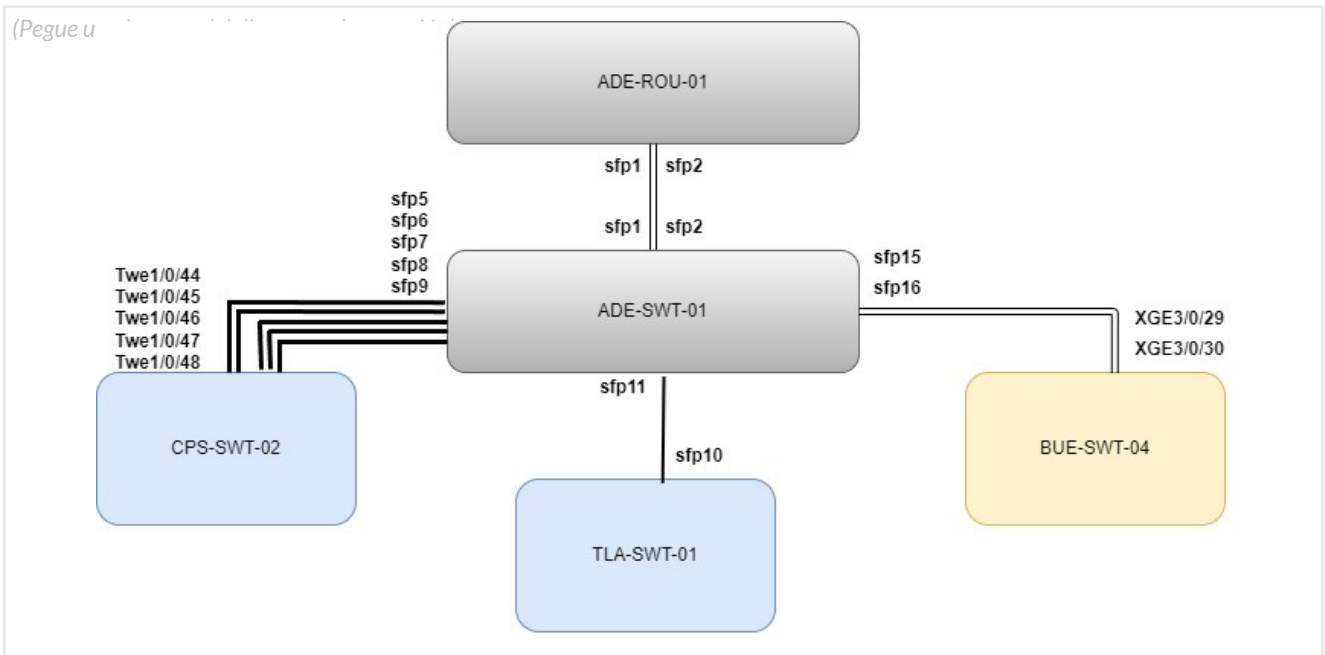 (Pegue u
ADE-ROU-01
sfp1 sfp2
sfp1 sfp2
sfp5
sfp6
sfp7
sfp8
sfp9
ADE-SWT-01
sfp15
sfp16
Twe1/0/44
Twe1/0/45
Twe1/0/46
Twe1/0/47
Twe1/0/48
XGE3/0/29
XGE3/0/30
sfp11
CPS-SWT-02
sfp10
BUE-SWT-04
TLA-SWT-01